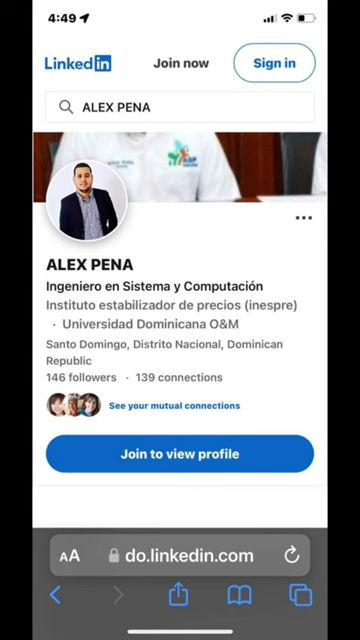 4:49
LinkedIn
Join now
Sign in
ALEX PENA
ASP
ALEX PENA
Ingeniero en Sistema y Computación
Instituto estabilizador de precios (inespre)
· Universidad Dominicana O&M
Santo Domingo, Distrito Nacional, Dominican
Republic
146 followers · 139 connections
See your mutual connections
Join to view profile
AA
do.linkedin.com